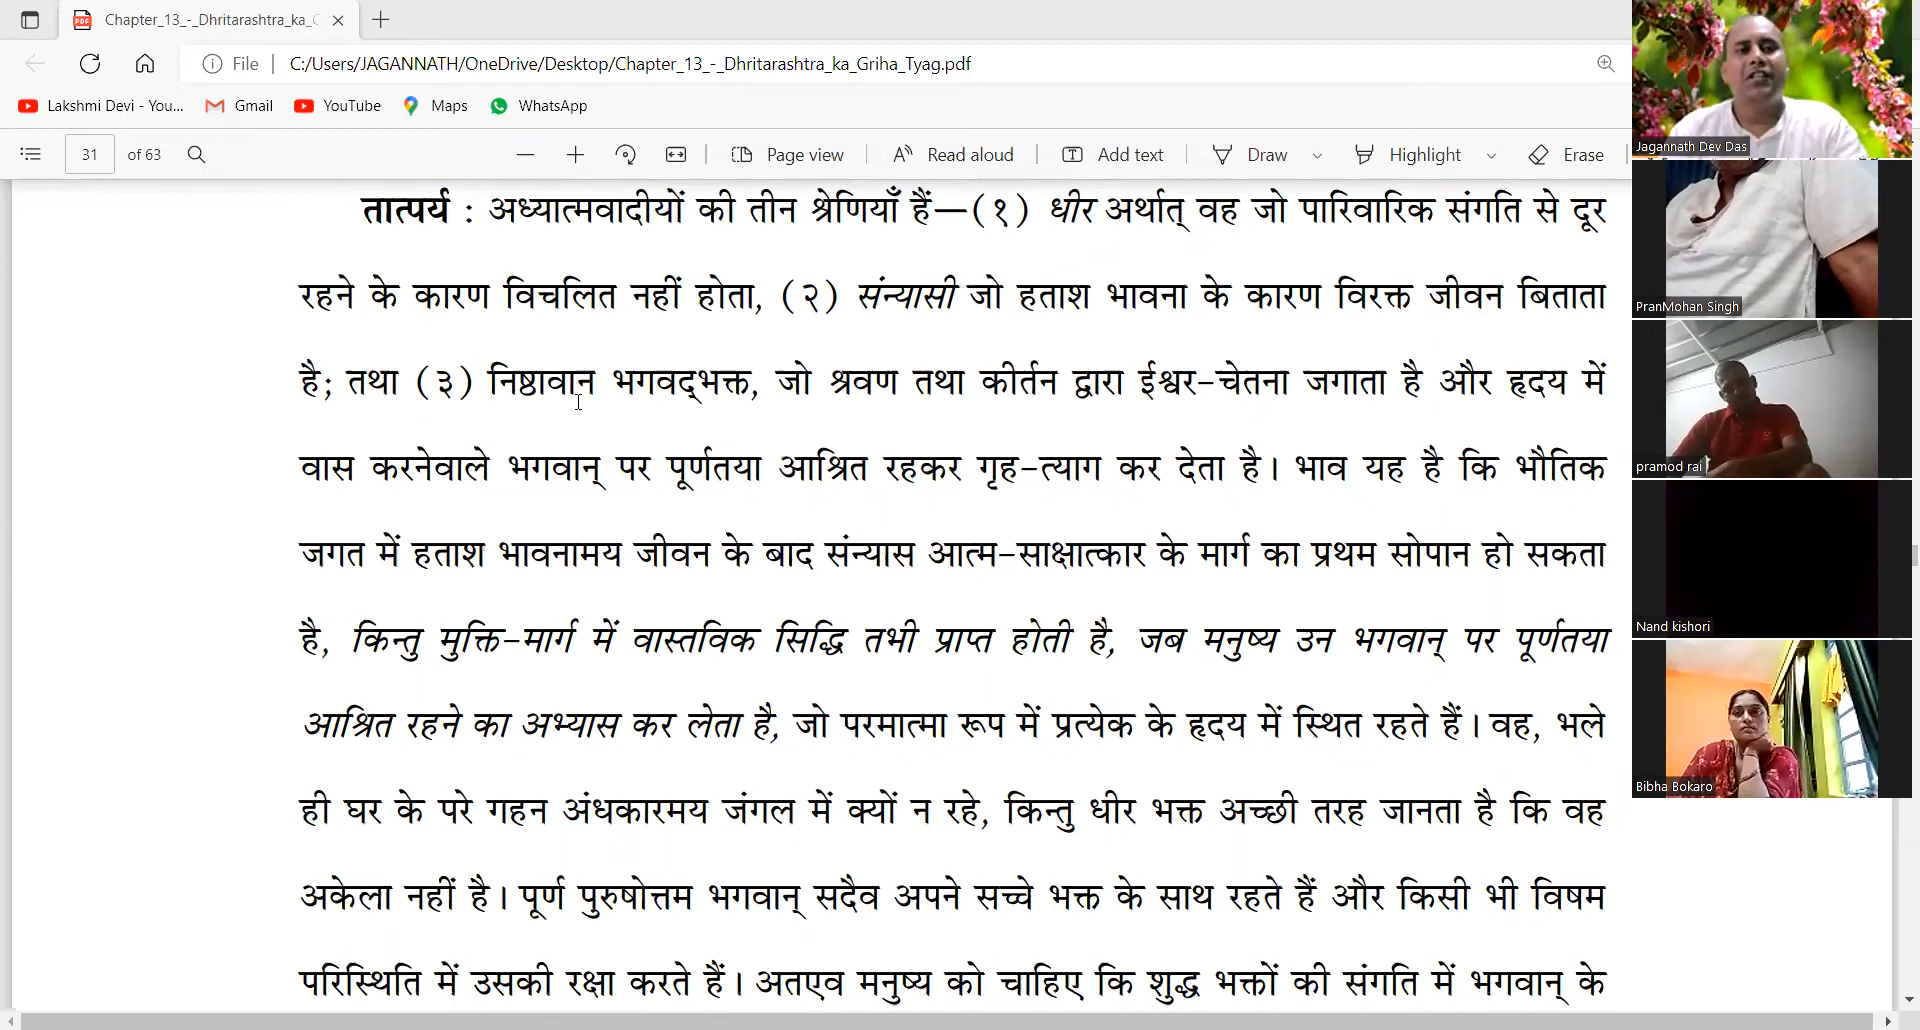 Chapter_13_-_Dhritarashtra_ka_G
File
C:/Users/JAGANNATH/OneDrive/Desktop/Chapter_13_-_Dhritarashtra_ka_Griha_Tyag.pdf
Lakshmi Devi - You... Gmail YouTube Maps WhatsApp
31 of 63 Page view Read aloud Add text Draw Highlight Erase
तात्पर्य : अध्यात्मवादीयों की तीन श्रेणियाँ हैं—(१) धीर अर्थात् वह जो पारिवारिक संगति से दूर
रहने के कारण विचलित नहीं होता, (२) संन्यासी जो हताश भावना के कारण विरक्त जीवन बिताता
है; तथा (३) निष्ठावान भगवद्भक्त, जो श्रवण तथा कीर्तन द्वारा ईश्वर-चेतना जगाता है और हृदय में
वास करनेवाले भगवान् पर पूर्णतया आश्रित रहकर गृह-त्याग कर देता है। भाव यह है कि भौतिक
जगत में हताश भावनामय जीवन के बाद संन्यास आत्म-साक्षात्कार के मार्ग का प्रथम सोपान हो सकता
है, किन्तु मुक्ति-मार्ग में वास्तविक सिद्धि तभी प्राप्त होती है, जब मनुष्य उन भगवान् पर पूर्णतया
आश्रित रहने का अभ्यास कर लेता है, जो परमात्मा रूप में प्रत्येक के हृदय में स्थित रहते हैं। वह, भले
ही घर के परे गहन अंधकारमय जंगल में क्यों न रहे, किन्तु धीर भक्त अच्छी तरह जानता है कि वह
अकेला नहीं है। पूर्ण पुरुषोत्तम भगवान् सदैव अपने सच्चे भक्त के साथ रहते हैं और किसी भी विषम
परिस्थिति में उसकी रक्षा करते हैं। अतएव मनुष्य को चाहिए कि शुद्ध भक्तों की संगति में भगवान् के
Jagannath Dev Das
PranMohan Singh
pramod rai
Nand kishori
Bibha Bokaro